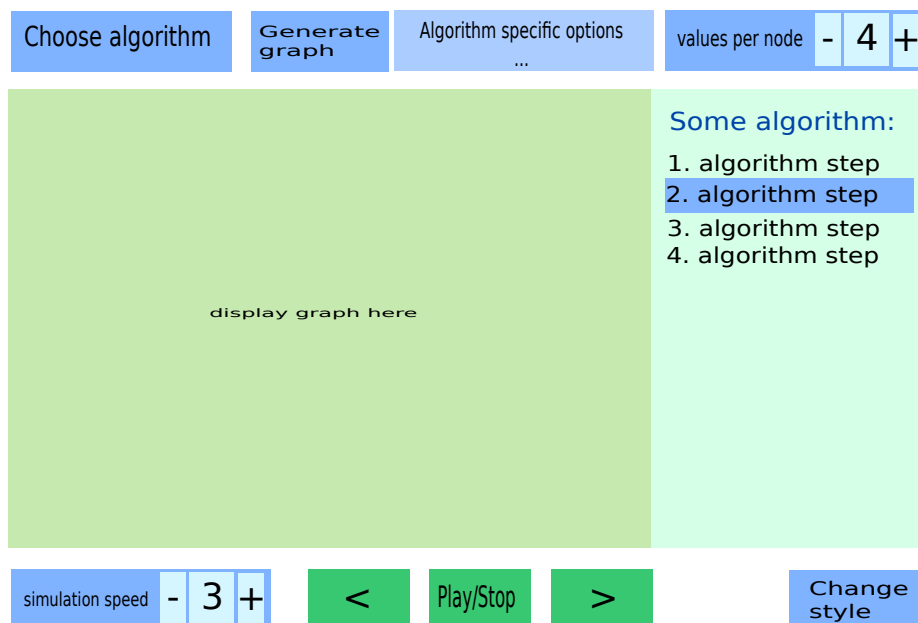 Choose algorithm
Generate
graph
Algorithm specific options
...
values per node
- 4 +
Some algorithm:
1. algorithm step
2. algorithm step
3. algorithm step
4. algorithm step
display graph here
simulation speed
- 3 +
<
Play/Stop
>
Change
style